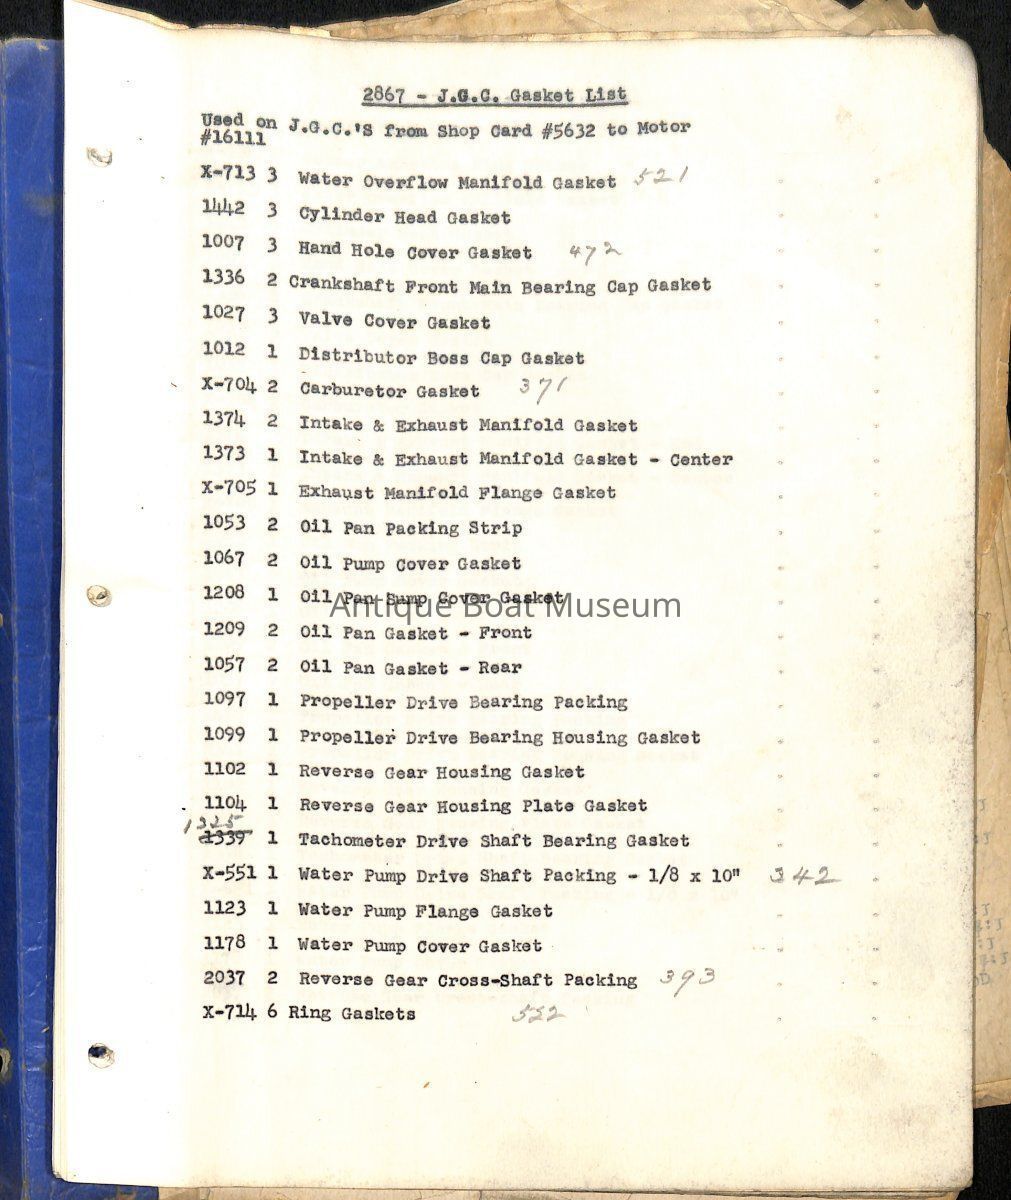 2867 - J.G.C. Gasket List
Used on J.G.C.'S from Shop Card #5632 to Motor
#16111
X-713 3 Water Overflow Manifold Gasket 521
1442 3 Cylinder Head Gasket
1007 3 Hand Hole Cover Gasket 472
1336 2 Crankshaft Front Main Bearing Cap Gasket
1027 3 Valve Cover Gasket
1012 1 Distributor Boss Cap Gasket
X-704 2 Carburetor Gasket 371
1374 2 Intake & Exhaust Manifold Gasket
1373 1 Intake & Exhaust Manifold Gasket - Center
X-705 1 Exhaust Manifold Flange Gasket
1053 2 Oil Pan Packing Strip
1067 2 Oil Pump Cover Gasket
1208 1 Oil Pan Sump Cover Gasket
Antique Boat Museum
1209 2 Oil Pan Gasket - Front
1057 2 Oil Pan Gasket - Rear
1097 1 Propeller Drive Bearing Packing
1099 1 Propeller Drive Bearing Housing Gasket
1102 1 Reverse Gear Housing Gasket
1104 1 Reverse Gear Housing Plate Gasket
1325
1339 1 Tachometer Drive Shaft Bearing Gasket
X-551 1 Water Pump Drive Shaft Packing - 1/8 x 10" 342
1123 1 Water Pump Flange Gasket
1178 1 Water Pump Cover Gasket
2037 2 Reverse Gear Cross-Shaft Packing 393
X-714 6 Ring Gaskets 522